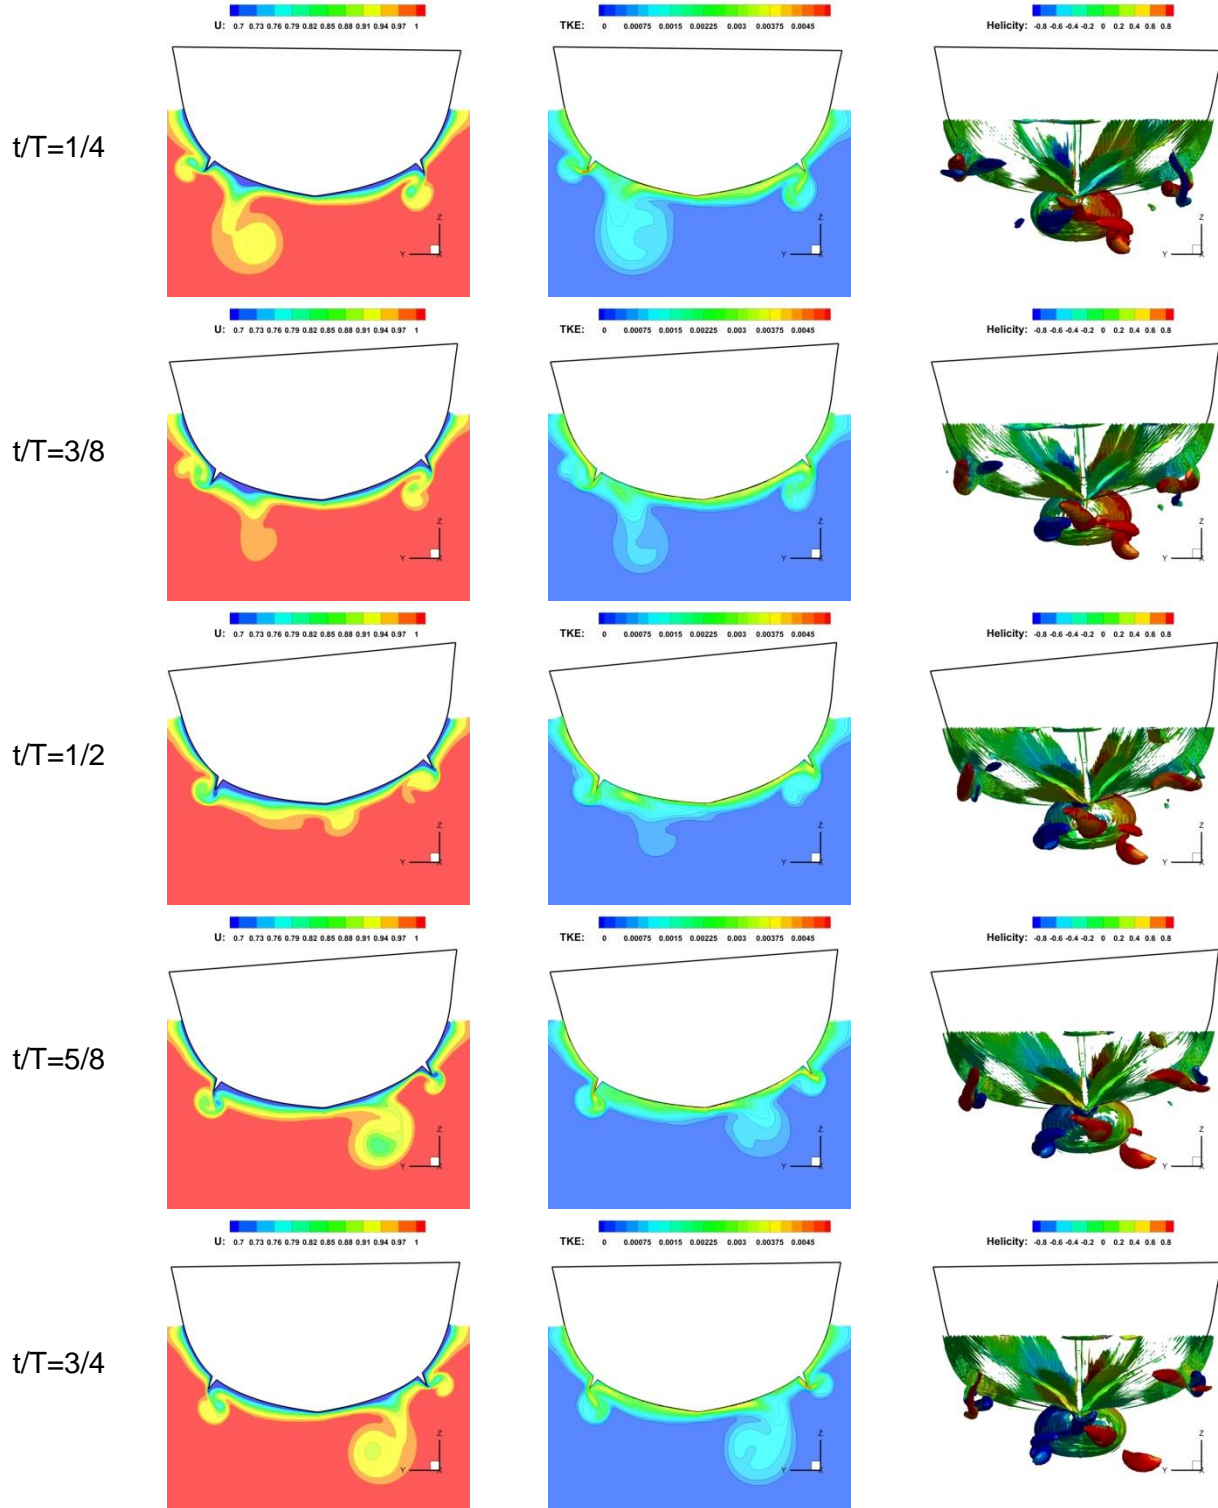 U: 0.7 0.73 0.76 0.79 0.82 0.85 0.88 0.91 0.94 0.97 1
TKE: 0 0.00075 0.0015 0.00225 0.003 0.00375 0.0045
Helicity: -0.8 -0.6 -0.4 -0.2 0 0.2 0.4 0.6 0.8
t/T=1/4
Z Y X
Z Y X
Z Y X
U: 0.7 0.73 0.76 0.79 0.82 0.85 0.88 0.91 0.94 0.97 1
TKE: 0 0.00075 0.0015 0.00225 0.003 0.00375 0.0045
Helicity: -0.8 -0.6 -0.4 -0.2 0 0.2 0.4 0.6 0.8
t/T=3/8
Z Y X
Z Y X
Z Y X
U: 0.7 0.73 0.76 0.79 0.82 0.85 0.88 0.91 0.94 0.97 1
TKE: 0 0.00075 0.0015 0.00225 0.003 0.00375 0.0045
Helicity: -0.8 -0.6 -0.4 -0.2 0 0.2 0.4 0.6 0.8
t/T=1/2
Z Y X
Z Y X
Z Y X
U: 0.7 0.73 0.76 0.79 0.82 0.85 0.88 0.91 0.94 0.97 1
TKE: 0 0.00075 0.0015 0.00225 0.003 0.00375 0.0045
Helicity: -0.8 -0.6 -0.4 -0.2 0 0.2 0.4 0.6 0.8
t/T=5/8
Z Y X
Z Y X
Z Y X
U: 0.7 0.73 0.76 0.79 0.82 0.85 0.88 0.91 0.94 0.97 1
TKE: 0 0.00075 0.0015 0.00225 0.003 0.00375 0.0045
Helicity: -0.8 -0.6 -0.4 -0.2 0 0.2 0.4 0.6 0.8
t/T=3/4
Z Y X
Z Y X
Z Y X